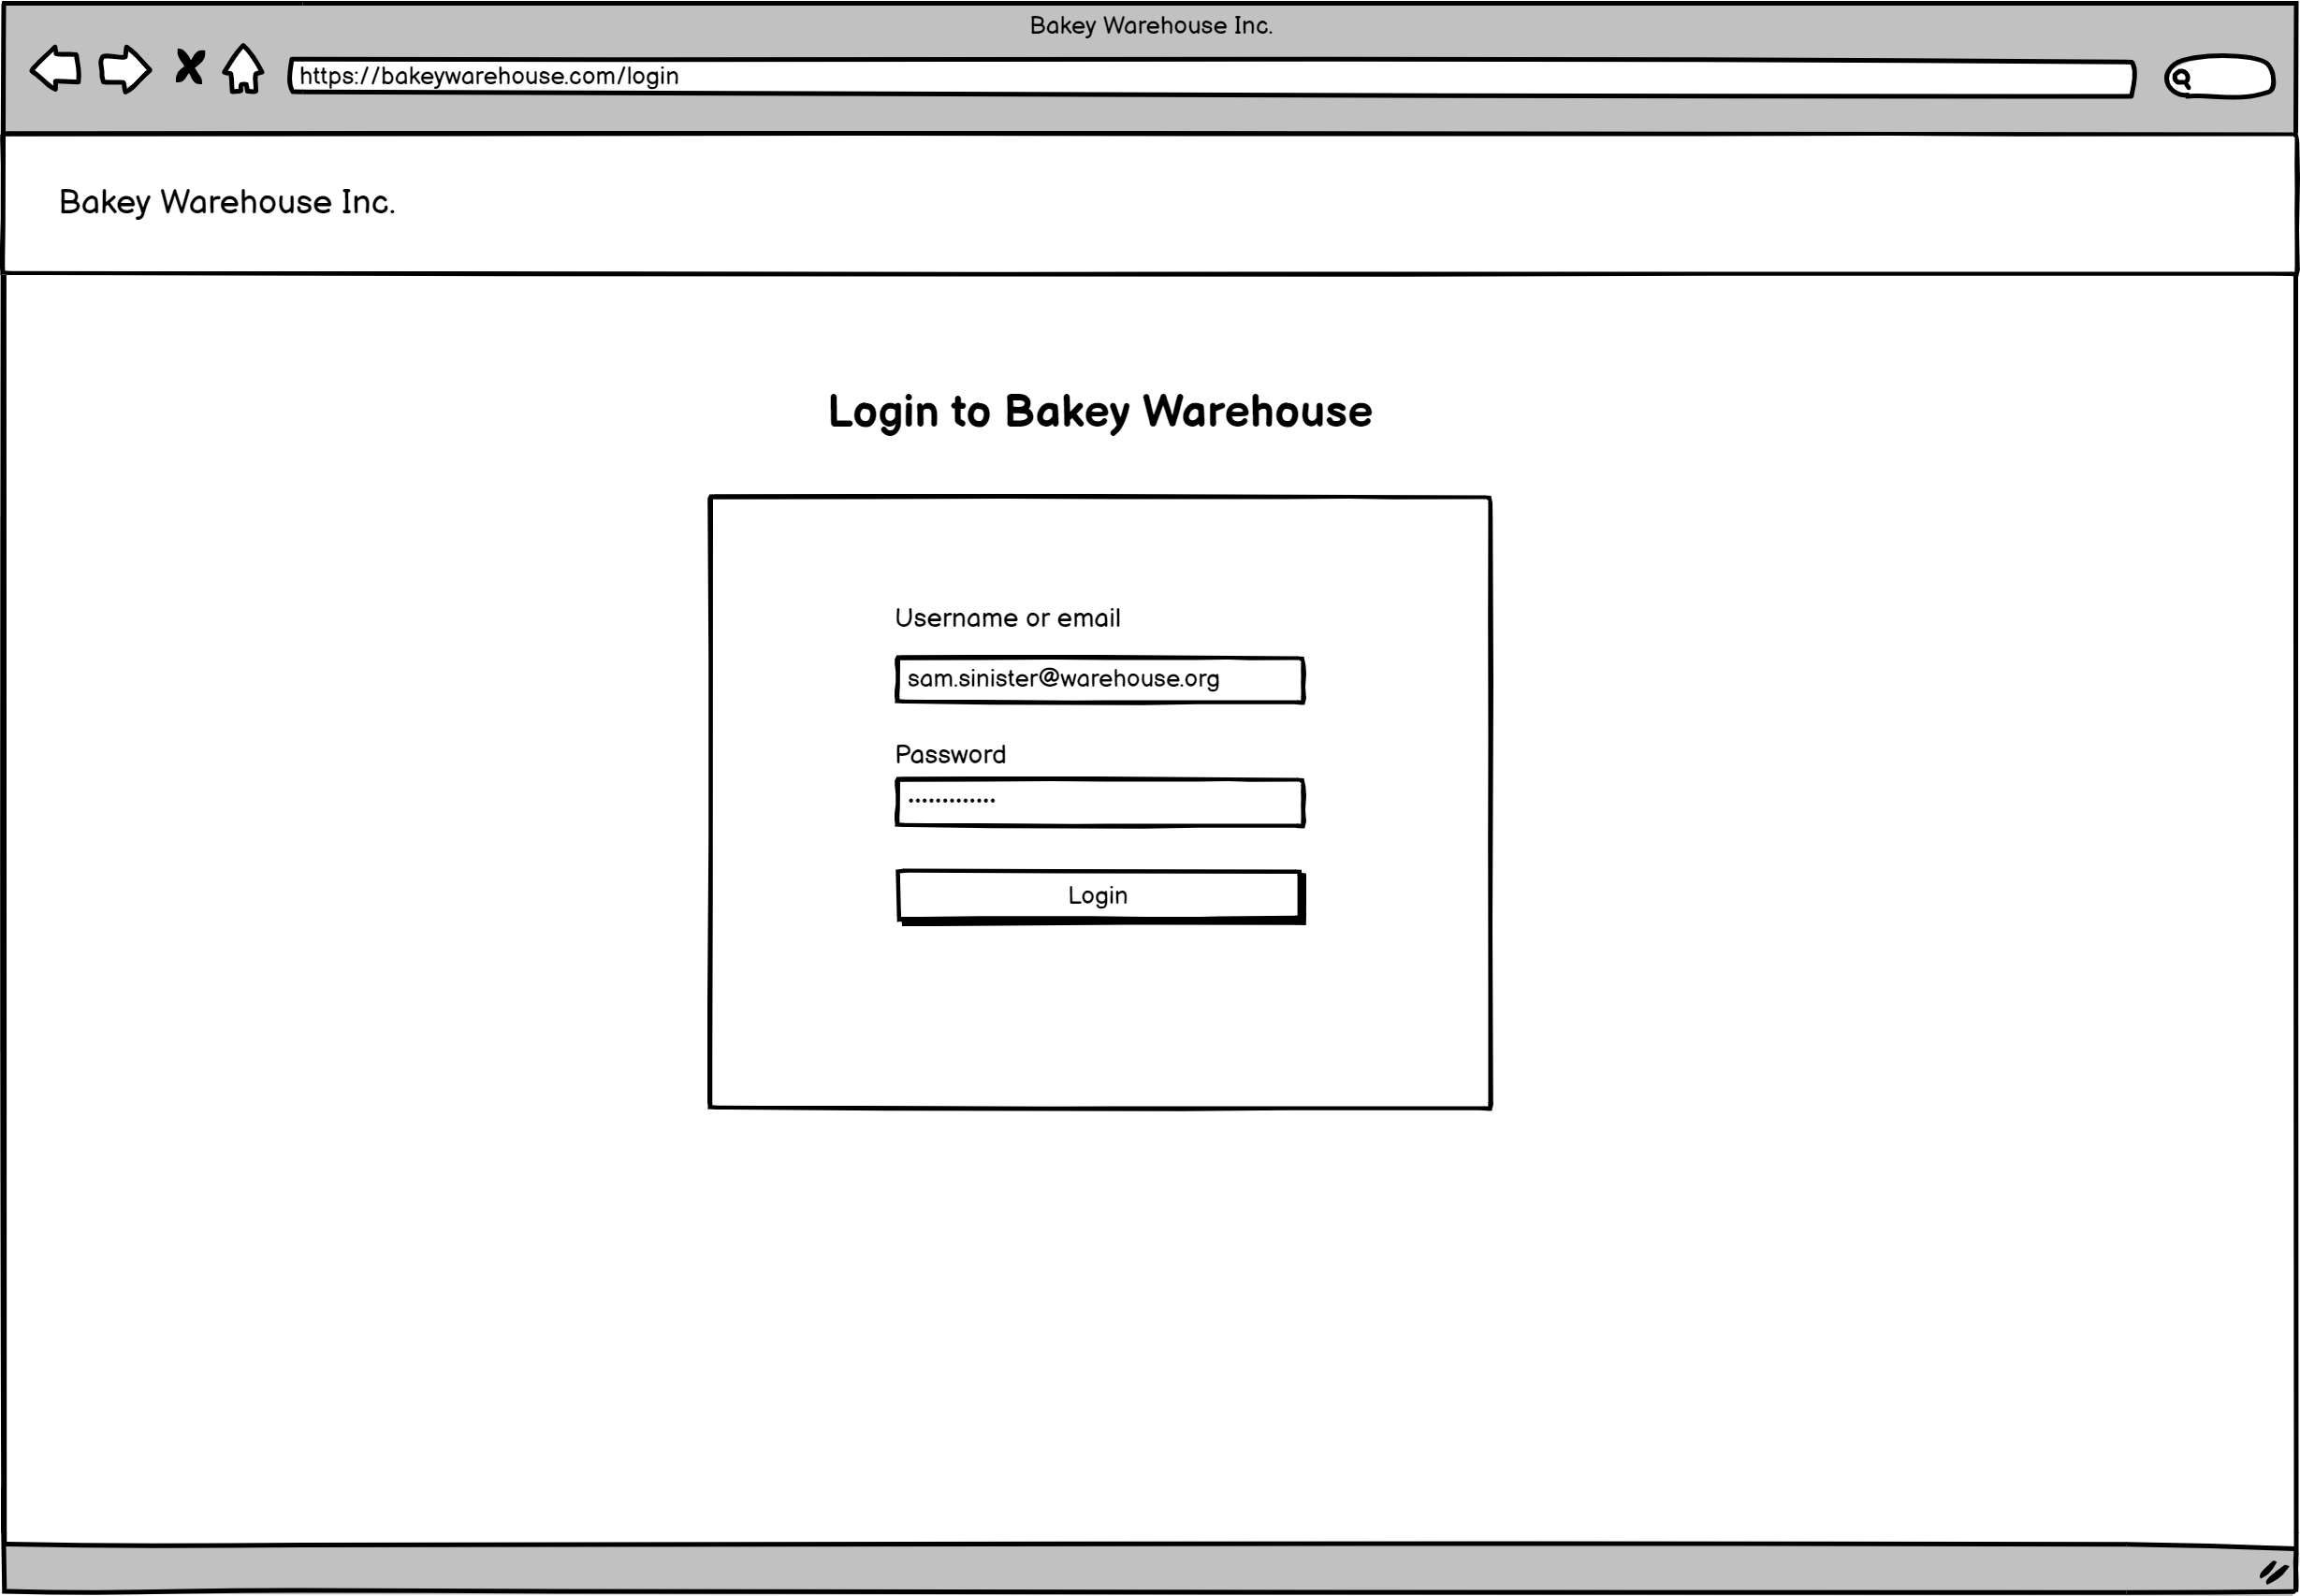 Bakey Warehouse Inc.
https://bakeywarehouse.com/login
Bakey Warehouse Inc.
Login to Bakey Warehouse
Username or email
sam.sinister@warehouse.org
Password
•••••••••••••
Login